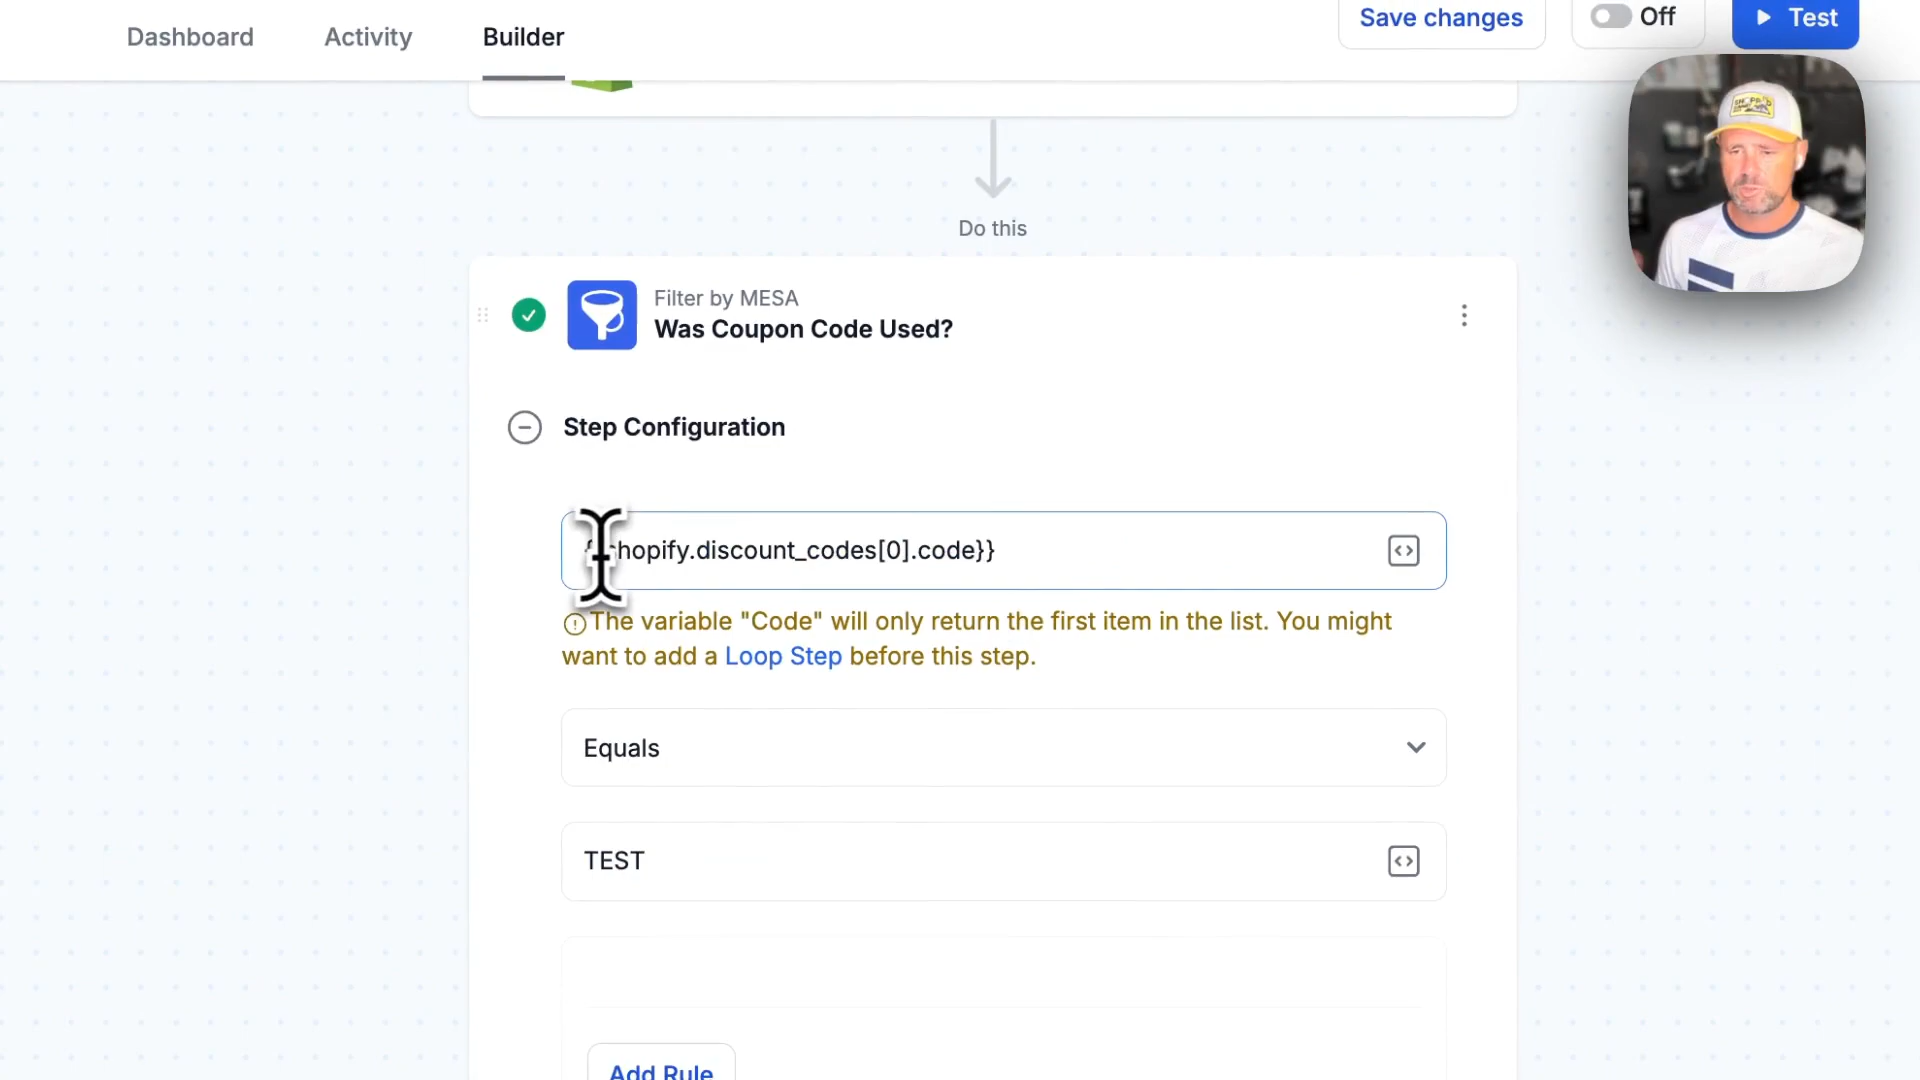 Dashboard
Activity
Builder
Save changes
Off
Test
Do this
Filter by MESA
Was Coupon Code Used?
Step Configuration
{{shopify.discount_codes[0].code}}
The variable "Code" will only return the first item in the list. You might
want to add a Loop Step before this step.
Equals
TEST
Add Rule